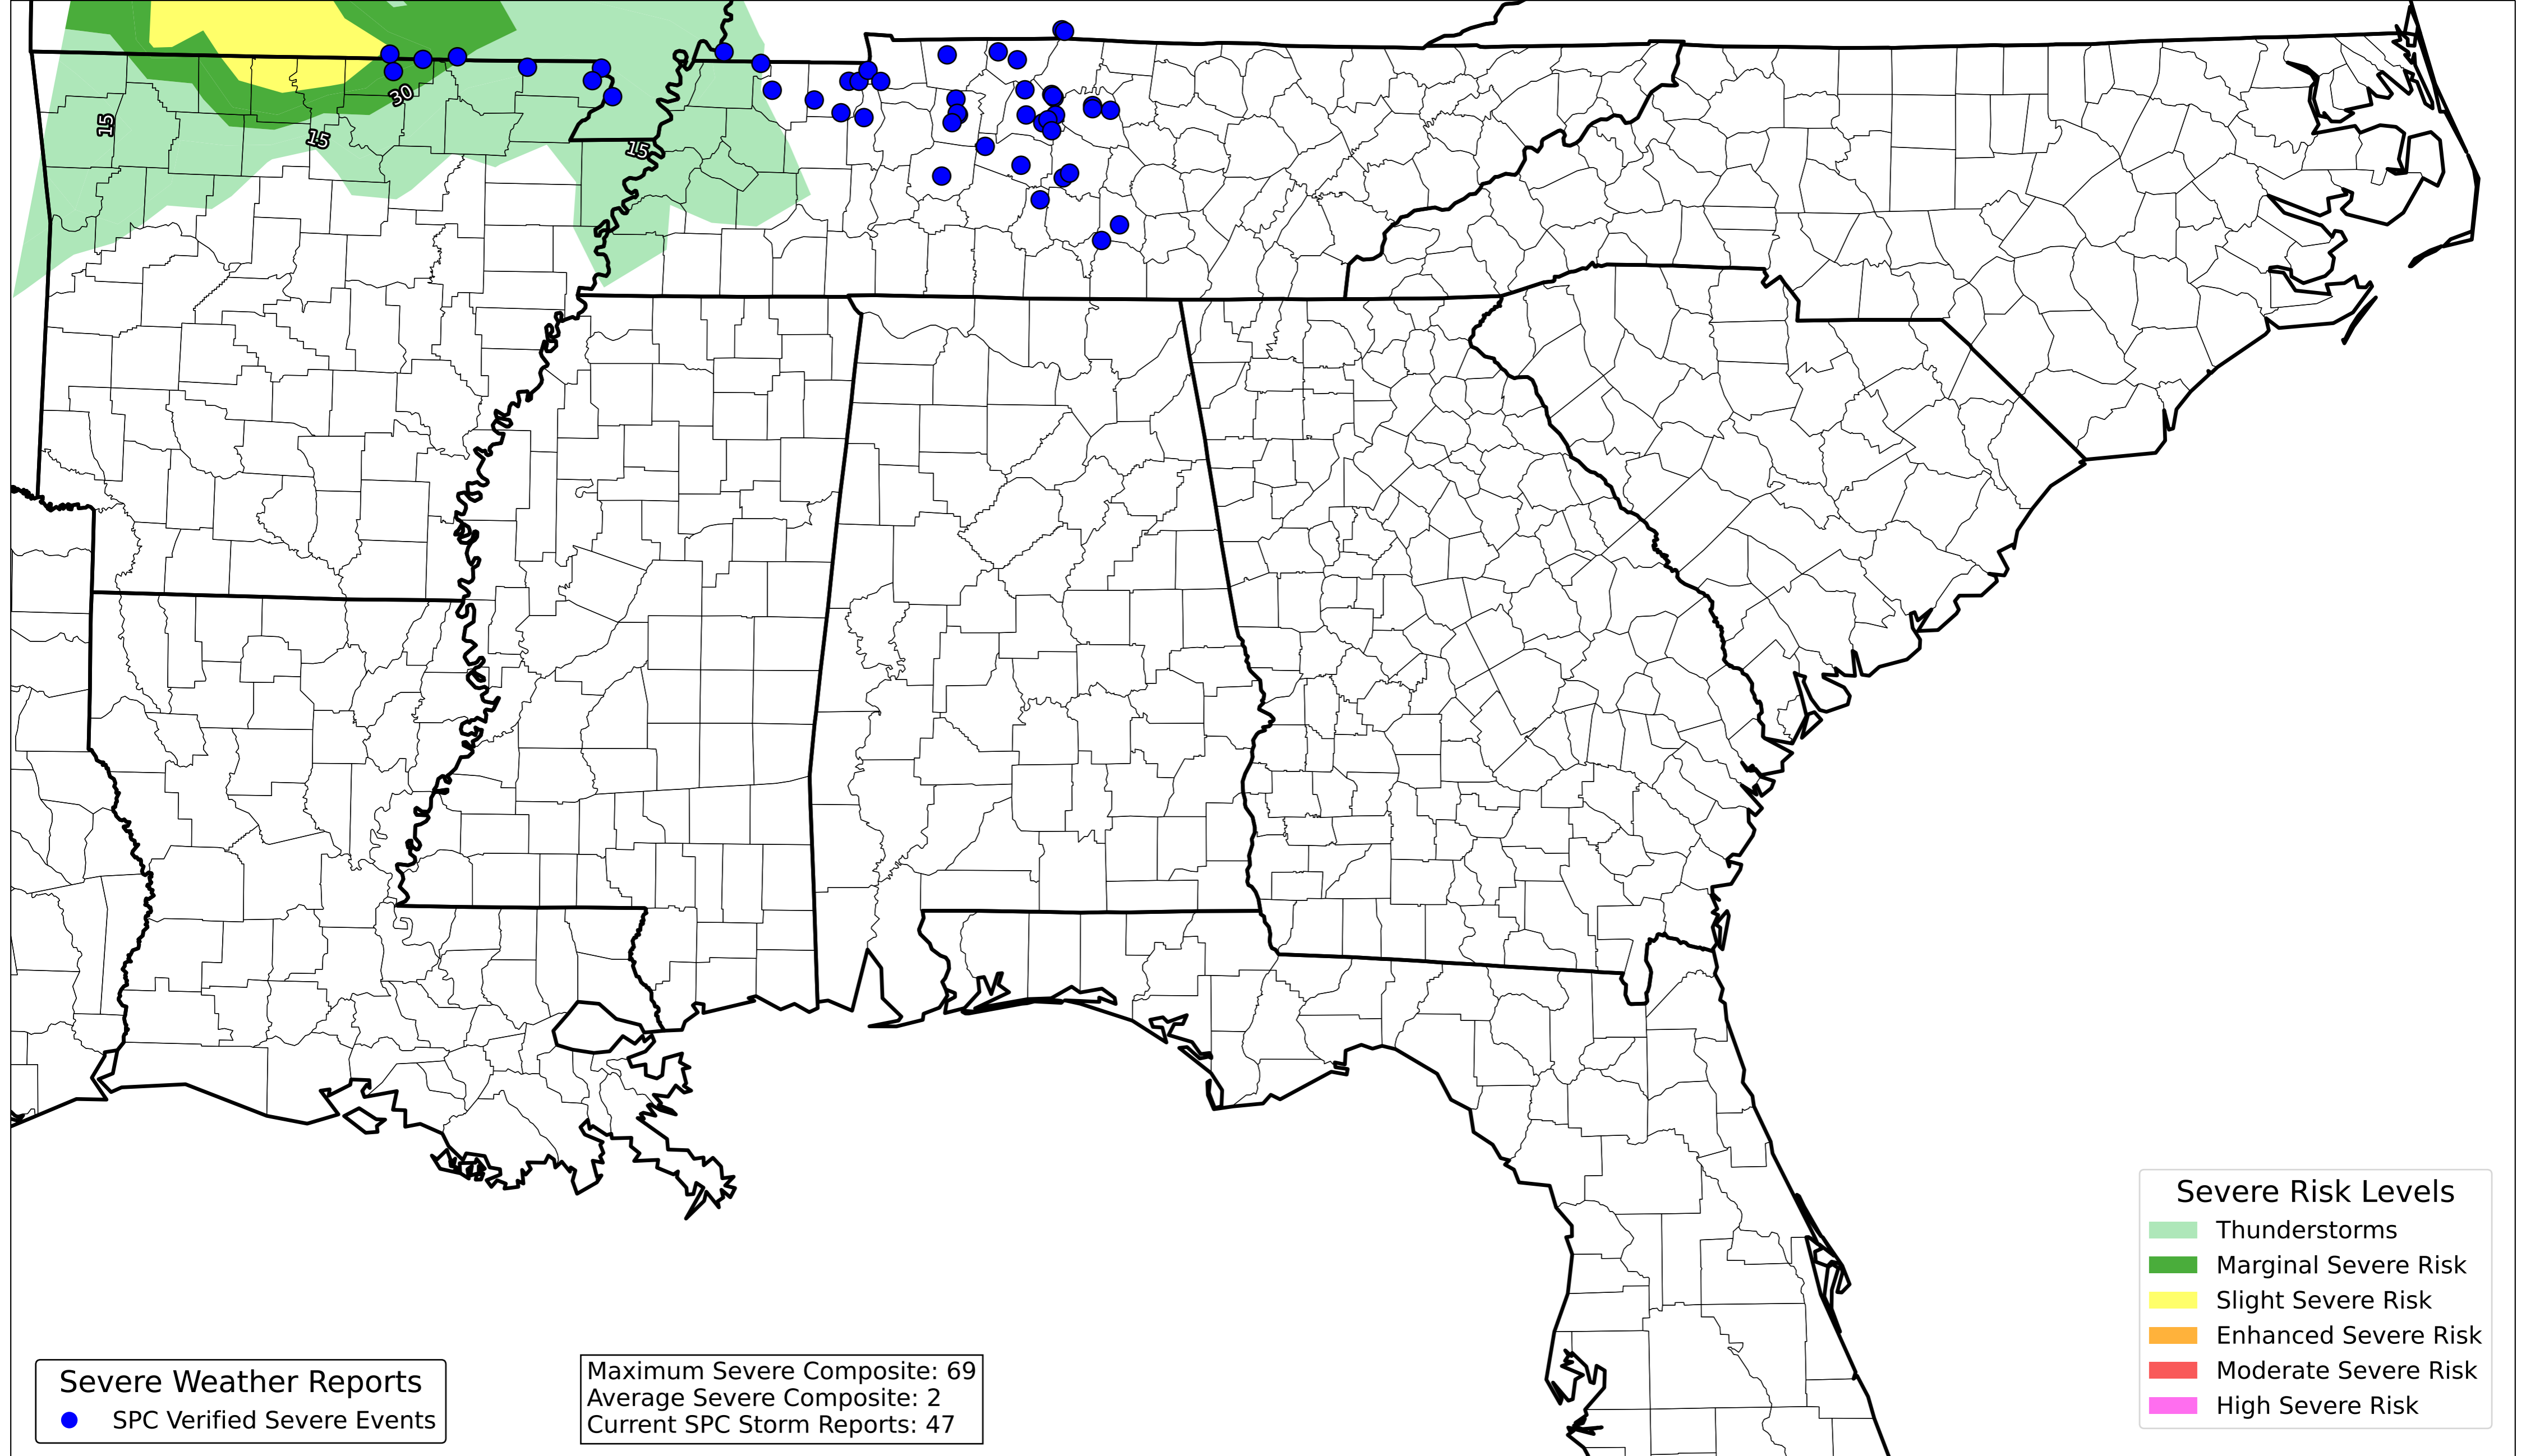 30
15
15
15
Severe Risk Levels
Thunderstorms
Marginal Severe Risk
Slight Severe Risk
Enhanced Severe Risk
Moderate Severe Risk
High Severe Risk
Severe Weather Reports
SPC Verified Severe Events
Maximum Severe Composite: 69
Average Severe Composite: 2
Current SPC Storm Reports: 47